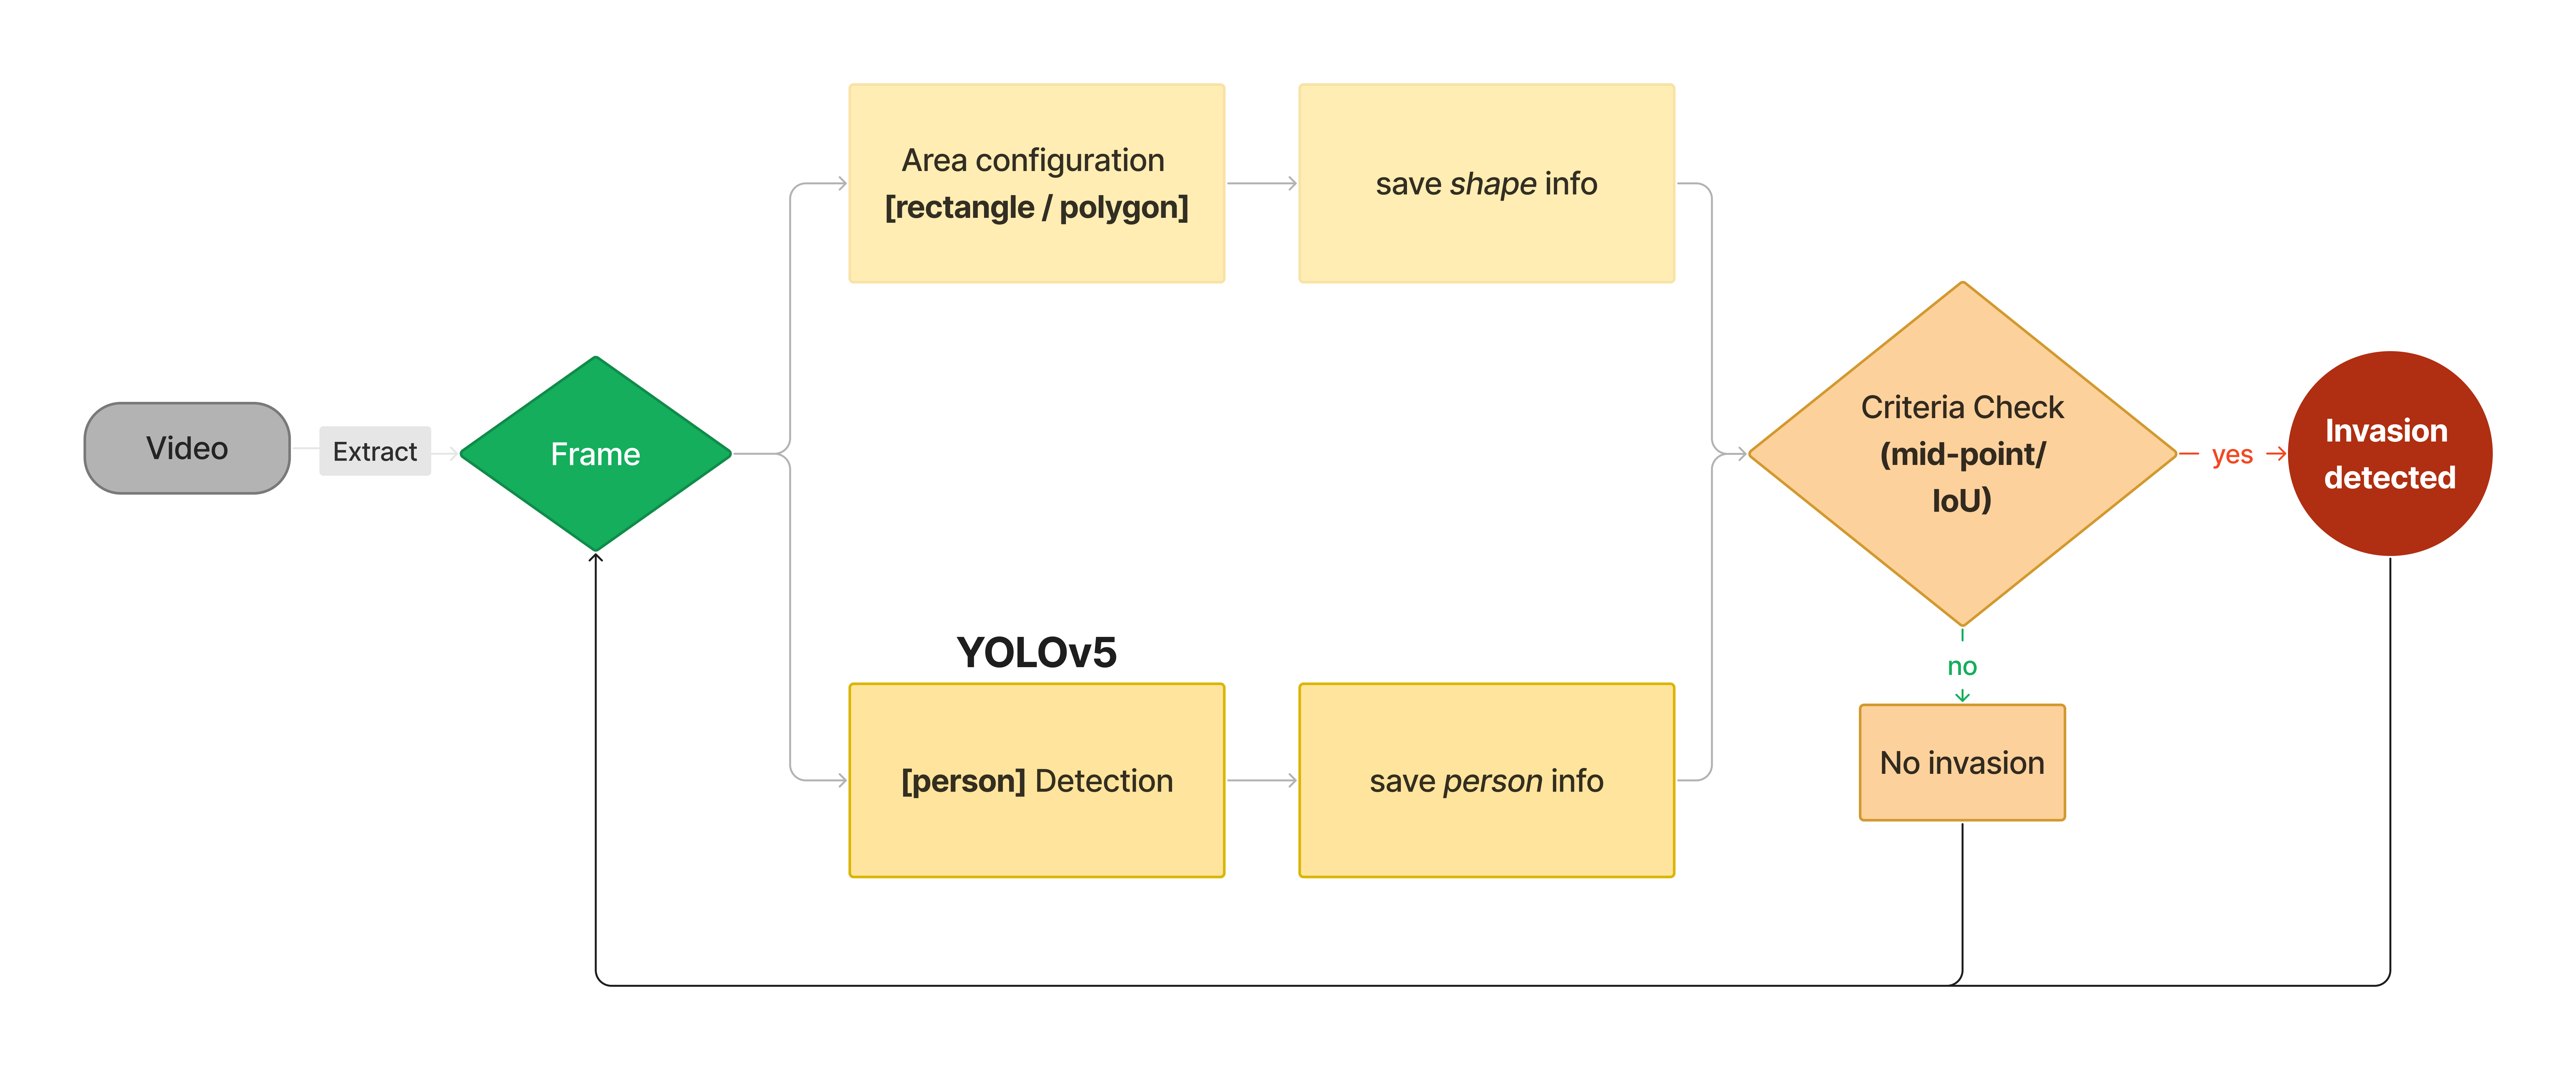 Video
Extract
Frame
Area configuration
[rectangle / polygon]
save shape info
YOLOv5
[person] Detection
save person info
Criteria Check
(mid-point/
IoU)
yes
Invasion
detected
no
No invasion